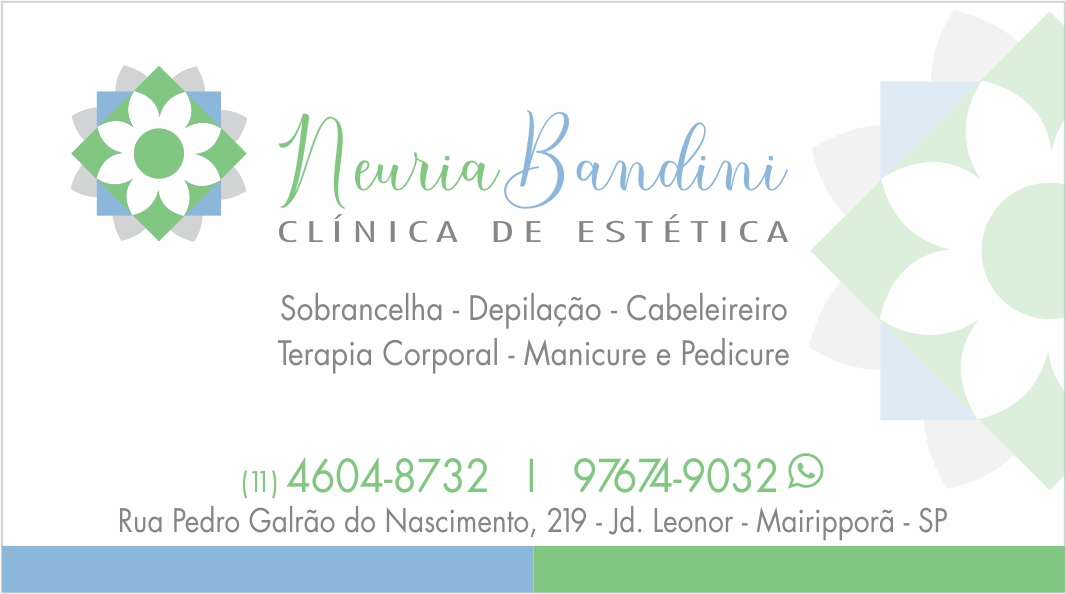 Neuria Bandini
CLÍNICA DE ESTÉTICA
Sobrancelha - Depilação - Cabeleireiro
Terapia Corporal - Manicure e Pedicure
(11) 4604-8732 | 97674-9032
Rua Pedro Galrão do Nascimento, 219 - Jd. Leonor - Mairipporã - SP